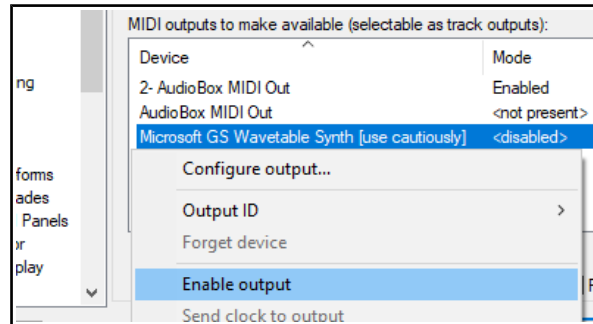 MIDI outputs to make available (selectable as track outputs):
Device Mode
ng
2- AudioBox MIDI Out Enabled
AudioBox MIDI Out <not present>
Microsoft GS Wavetable Synth [use cautiously] <disabled>
Configure output...
forms
ades
Output ID
Panels
or
Forget device
play
Enable output
Send clock to output